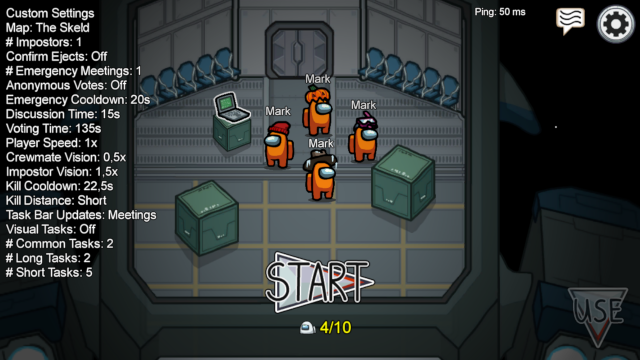 Custom Settings
Map: The Skeld
# Impostors: 1
Confirm Ejects: Off
# Emergency Meetings: 1
Anonymous Votes: Off
Emergency Cooldown: 20s
Discussion Time: 15s
Voting Time: 135s
Player Speed: 1x
Crewmate Vision: 0,5x
Impostor Vision: 1,5x
Kill Cooldown: 22,5s
Kill Distance: Short
Task Bar Updates: Meetings
Visual Tasks: Off
# Common Tasks: 2
# Long Tasks: 2
# Short Tasks: 5
Ping: 50 ms
Mark
Mark
Mark
Mark
START
4/10
USE